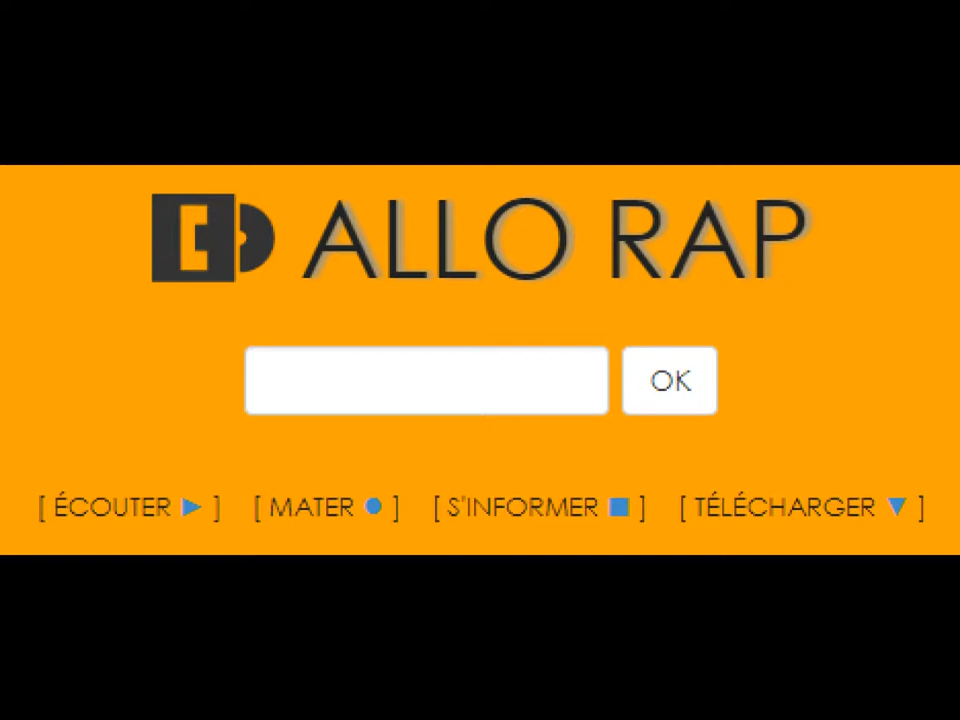 ALLO RAP
OK
[ ÉCOUTER ▶ ] [ MATER ● ] [ S'INFORMER ■ ] [ TÉLÉCHARGER ▼ ]